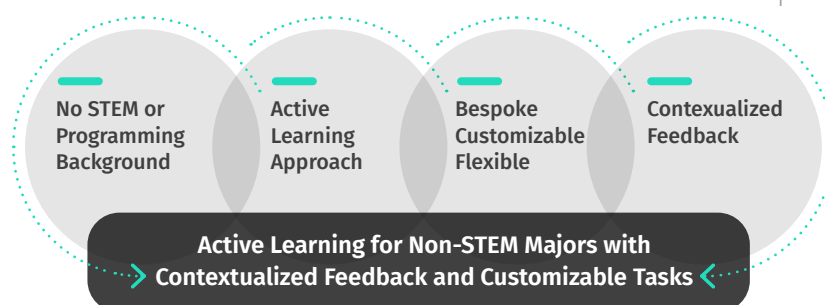 No STEM or
Programming
Background
Active
Learning
Approach
Bespoke
Customizable
Flexible
Contexualized
Feedback
Active Learning for Non-STEM Majors with
Contextualized Feedback and Customizable Tasks